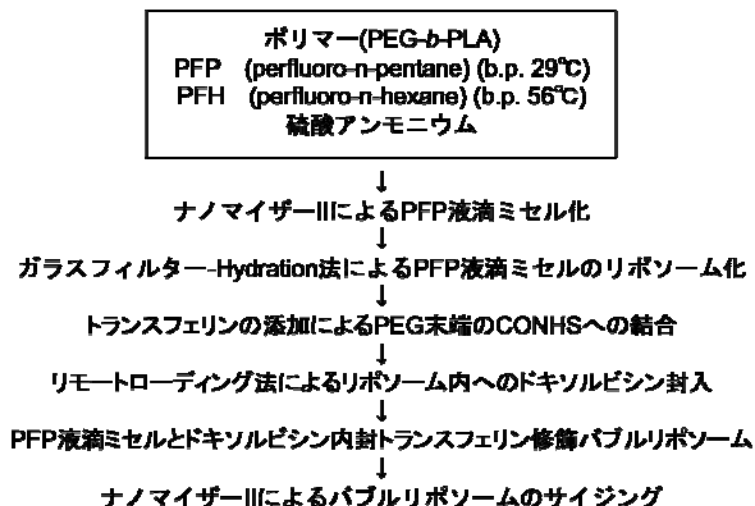 ポリマー(PEG-b-PLA)
PFP (perfluoro-n-pentane) (b.p. 29℃)
PFH (perfluoro-n-hexane) (b.p. 56℃)
硫酸アンモニウム
↓
ナノマイザーIIによるPFP液滴ミセル化
↓
ガラスフィルター-Hydration法によるPFP液滴ミセルのリポソーム化
↓
トランスフェリンの添加によるPEG末端のCONHSへの結合
↓
リモートローディング法によるリポソーム内へのドキソルビシン封入
↓
PFP液滴ミセルとドキソルビシン内封トランスフェリン修飾バブルリポソーム
↓
ナノマイザーIIによるバブルリポソームのサイジング